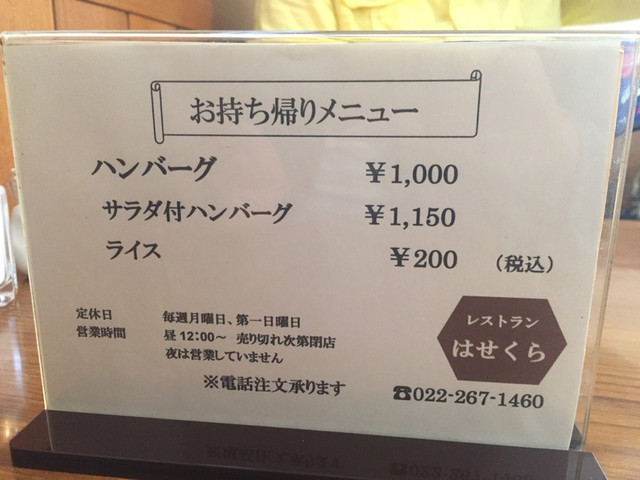 お持ち帰りメニュー
ハンバーグ ￥1,000
サラダ付ハンバーグ ￥1,150
ライス ￥200 （税込）
定休日 毎週月曜日、第一日曜日
営業時間 昼 12:00～ 売り切れ次第閉店
夜は営業していません
※電話注文承ります
レストラン
はせくら
☎022-267-1460